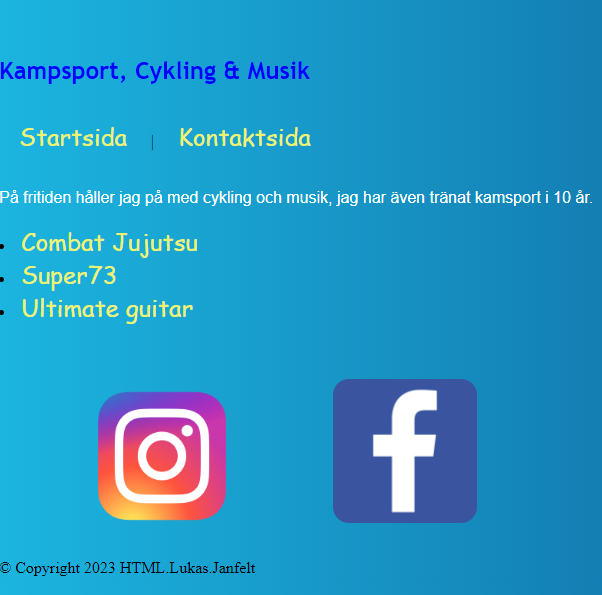 Kampsport, Cykling & Musik
Startsida | Kontaktsida
På fritiden håller jag på med cykling och musik, jag har även tränat kamsport i 10 år.
Combat Jujutsu
Super73
Ultimate guitar
© Copyright 2023 HTML.Lukas.Janfelt